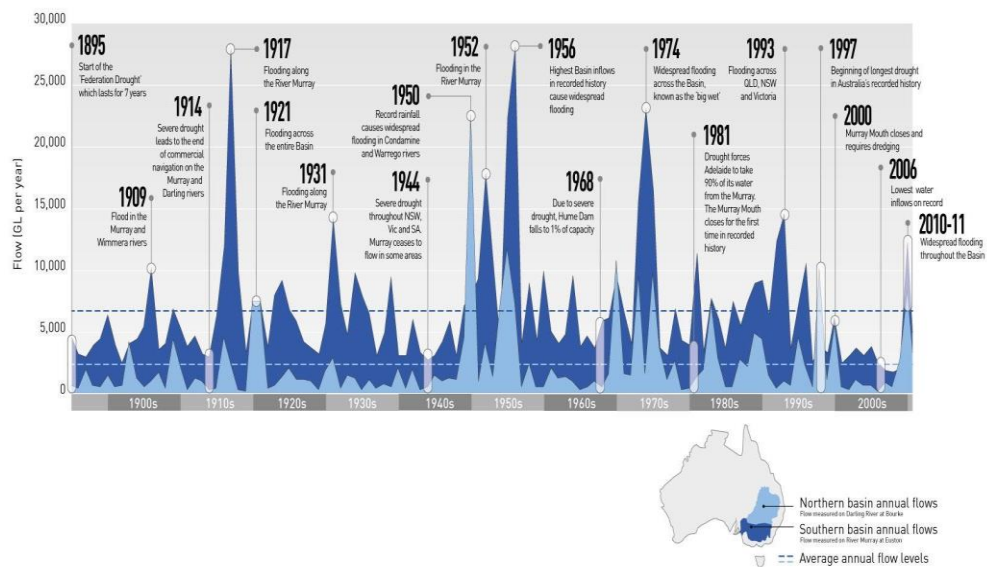 30,000
25,000
20,000
15,000
10,000
5,000
0
Flow (GL per year)
1895
Start of the
'Federation Drought'
which lasts for 7 years
1909
Flood in the
Murray and
Wimmera rivers
1914
Severe drought
leads to the end
of commercial
navigation on the
Murray and
Darling rivers
1917
Flooding along
the River Murray
1921
Flooding across
the entire Basin
1931
Flooding along
the River Murray
1944
Severe drought
throughout NSW,
Vic and SA.
Murray ceases to
flow in some areas
1950
Record rainfall
causes widespread
flooding in Condamine
and Warrego rivers
1952
Flooding in the
River Murray
1956
Highest Basin inflows
in recorded history
cause widespread
flooding
1968
Due to severe
drought, Hume Dam
falls to 1% of capacity
1974
Widespread flooding
across the Basin,
known as the 'big wet'
1981
Drought forces
Adelaide to take
90% of its water
from the Murray.
The Murray Mouth
closes for the first
time in recorded
history
1993
Flooding across
QLD, NSW
and Victoria
1997
Beginning of longest drought
in Australia's recorded history
2000
Murray Mouth closes and
requires dredging
2006
Lowest water
inflows on record
2010-11
Widespread flooding
throughout the Basin
1900s
1910s
1920s
1930s
1940s
1950s
1960s
1970s
1980s
1990s
2000s
Northern basin annual flows
Flow measured on Darling River at Bourke
Southern basin annual flows
Flow measured on River Murray at Euston
Average annual flow levels